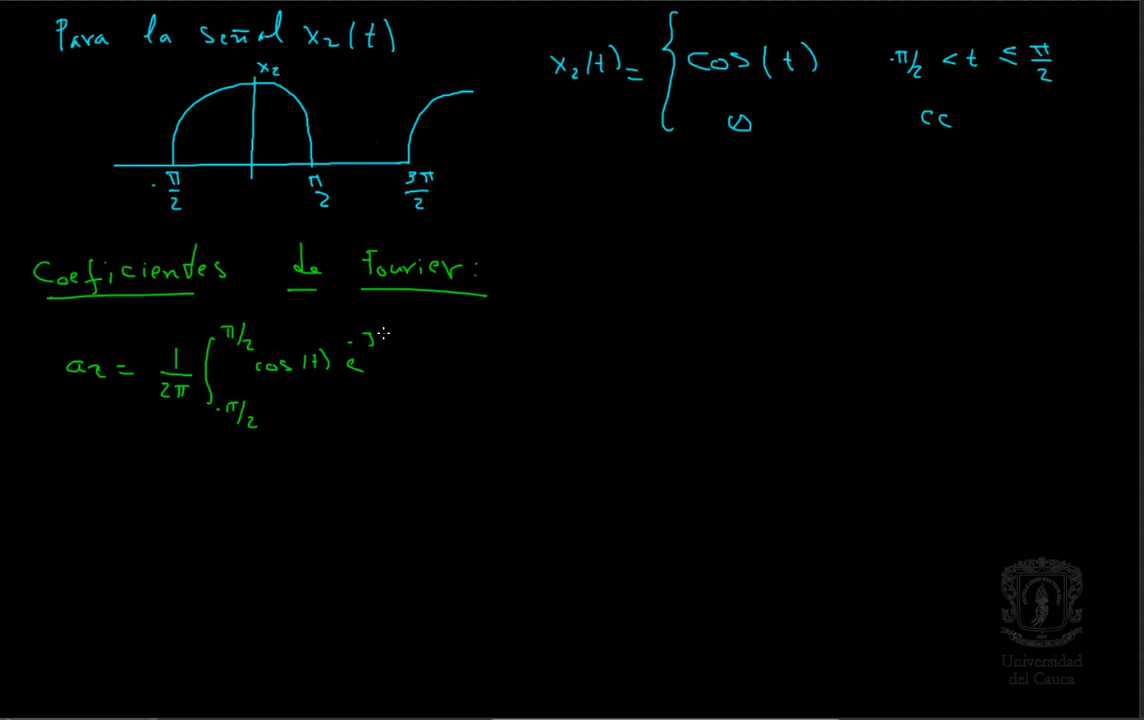 Para la señal x₂(t)
x₂(t)= { cos(t) -π/2 < t ≤ π/2
0 cc
x₂
-π/2 π/2 3π/2
Coeficientes de Fourier:
aₖ = 1/2π ∫_{-π/2}^{π/2} cos(t) e^{-J
Universidad
del Cauca